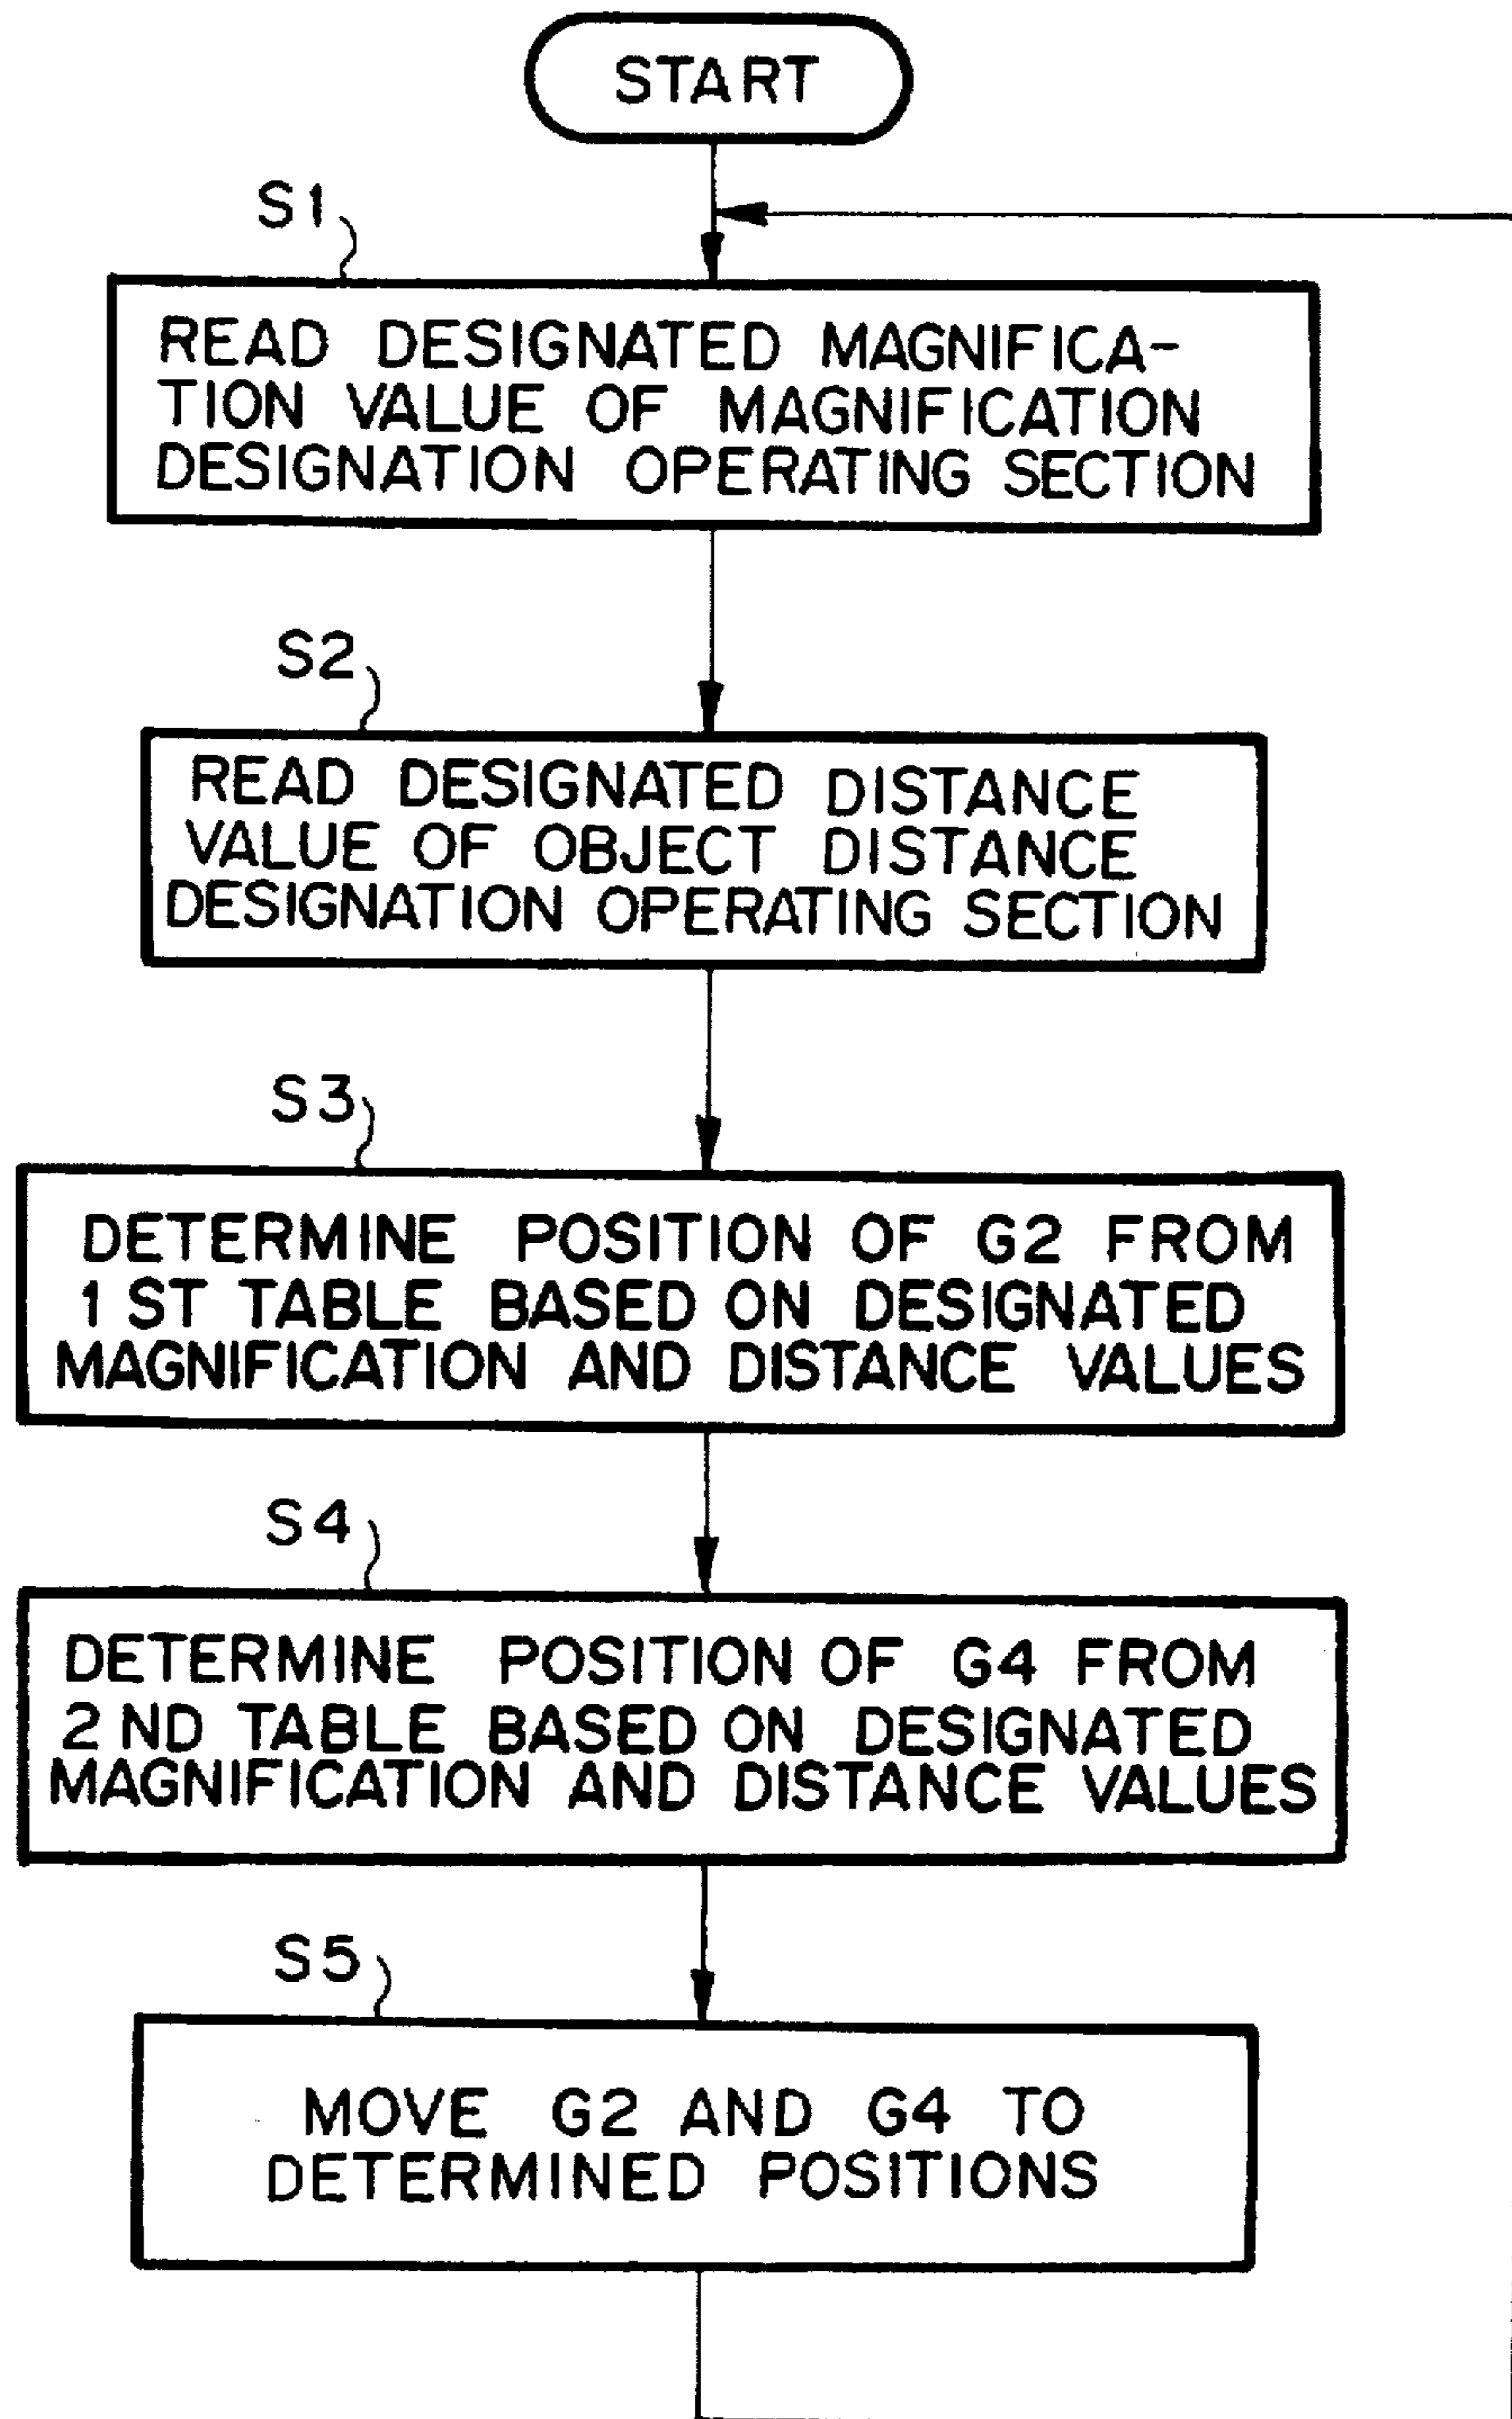 START
S1
READ DESIGNATED MAGNIFICA-
TION VALUE OF MAGNIFICATION
DESIGNATION OPERATING SECTION
S2
READ DESIGNATED DISTANCE
VALUE OF OBJECT DISTANCE
DESIGNATION OPERATING SECTION
S3
DETERMINE POSITION OF G2 FROM
1 ST TABLE BASED ON DESIGNATED
MAGNIFICATION AND DISTANCE VALUES
S4
DETERMINE POSITION OF G4 FROM
2 ND TABLE BASED ON DESIGNATED
MAGNIFICATION AND DISTANCE VALUES
S5
MOVE G2 AND G4 TO
DETERMINED POSITIONS